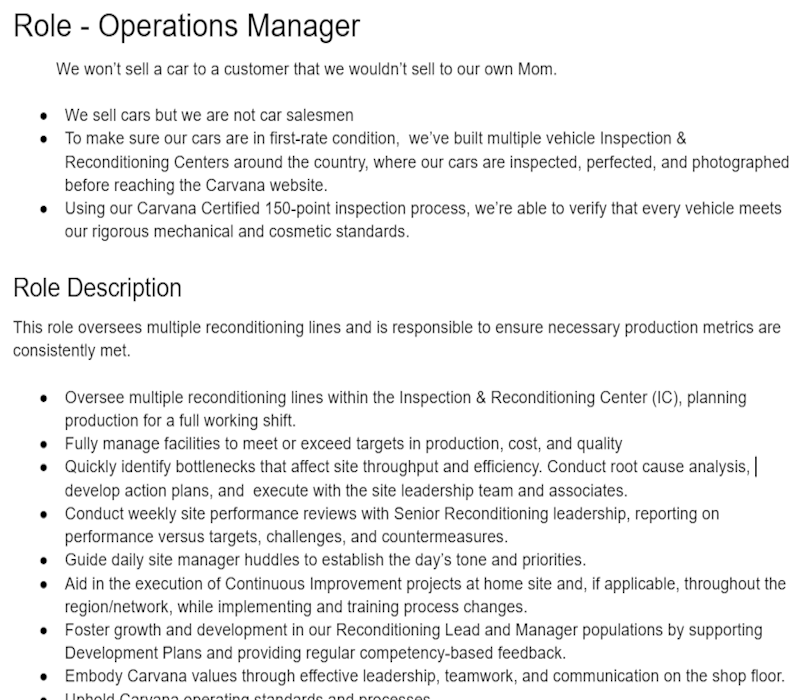 Role - Operations Manager
We won't sell a car to a customer that we wouldn't sell to our own Mom.
● We sell cars but we are not car salesmen
● To make sure our cars are in first-rate condition,  we've built multiple vehicle Inspection &
Reconditioning Centers around the country, where our cars are inspected, perfected, and photographed
before reaching the Carvana website.
● Using our Carvana Certified 150-point inspection process, we're able to verify that every vehicle meets
our rigorous mechanical and cosmetic standards.
Role Description
This role oversees multiple reconditioning lines and is responsible to ensure necessary production metrics are
consistently met.
● Oversee multiple reconditioning lines within the Inspection & Reconditioning Center (IC), planning
production for a full working shift.
● Fully manage facilities to meet or exceed targets in production, cost, and quality
● Quickly identify bottlenecks that affect site throughput and efficiency. Conduct root cause analysis,
develop action plans, and  execute with the site leadership team and associates.
● Conduct weekly site performance reviews with Senior Reconditioning leadership, reporting on
performance versus targets, challenges, and countermeasures.
● Guide daily site manager huddles to establish the day's tone and priorities.
● Aid in the execution of Continuous Improvement projects at home site and, if applicable, throughout the
region/network, while implementing and training process changes.
● Foster growth and development in our Reconditioning Lead and Manager populations by supporting
Development Plans and providing regular competency-based feedback.
● Embody Carvana values through effective leadership, teamwork, and communication on the shop floor.
● Uphold Carvana operating standards and processes